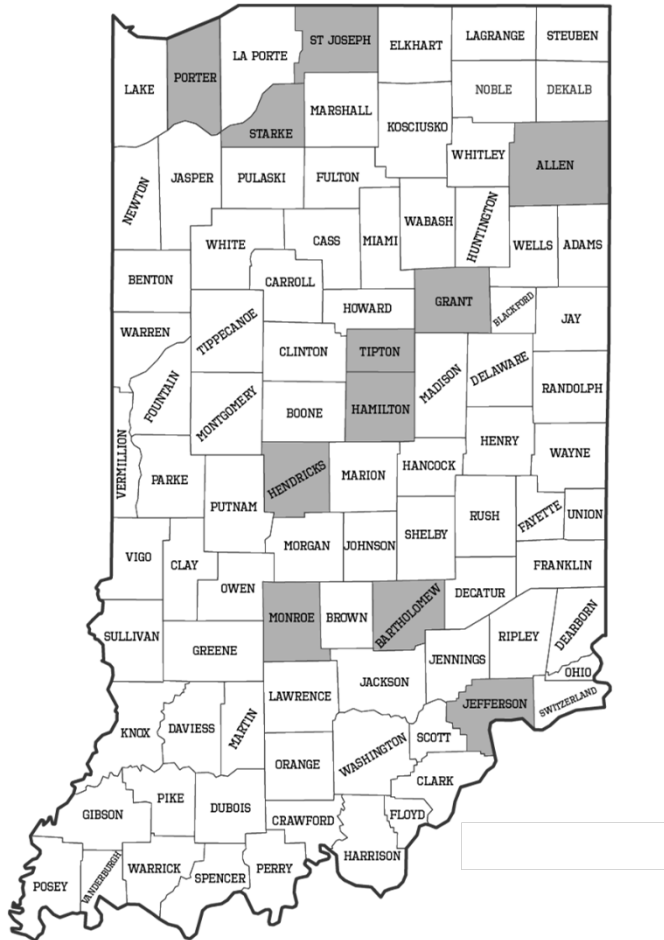 ST JOSEPH
LAGRANGE
STEUBEN
ELKHART
LA PORTE
PORTER
LAKE
NOBLE
DEKALB
MARSHALL
KOSCIUSKO
STARKE
WHITLEY
ALLEN
JASPER
PULASKI
FULTON
NEWTON
HUNTINGTON
WABASH
WHITE
CASS
MIAMI
WELLS
ADAMS
BENTON
CARROLL
HOWARD
GRANT
BLACKFORD
JAY
WARREN
TIPPECANOE
CLINTON
TIPTON
MADISON
DELAWARE
RANDOLPH
FOUNTAIN
MONTGOMERY
BOONE
HAMILTON
HENRY
WAYNE
VERMILLION
PARKE
HENDRICKS
MARION
HANCOCK
PUTNAM
RUSH
FAYETTE
UNION
SHELBY
MORGAN
JOHNSON
VIGO
CLAY
FRANKLIN
OWEN
DECATUR
MONROE
BROWN
BARTHOLOMEW
DEARBORN
SULLIVAN
GREENE
RIPLEY
JENNINGS
OHIO
JACKSON
LAWRENCE
JEFFERSON
SWITZERLAND
KNOX
DAVIESS
MARTIN
SCOTT
WASHINGTON
ORANGE
CLARK
PIKE
DUBOIS
GIBSON
CRAWFORD
FLOYD
HARRISON
POSEY
VANDERBURGH
WARRICK
SPENCER
PERRY